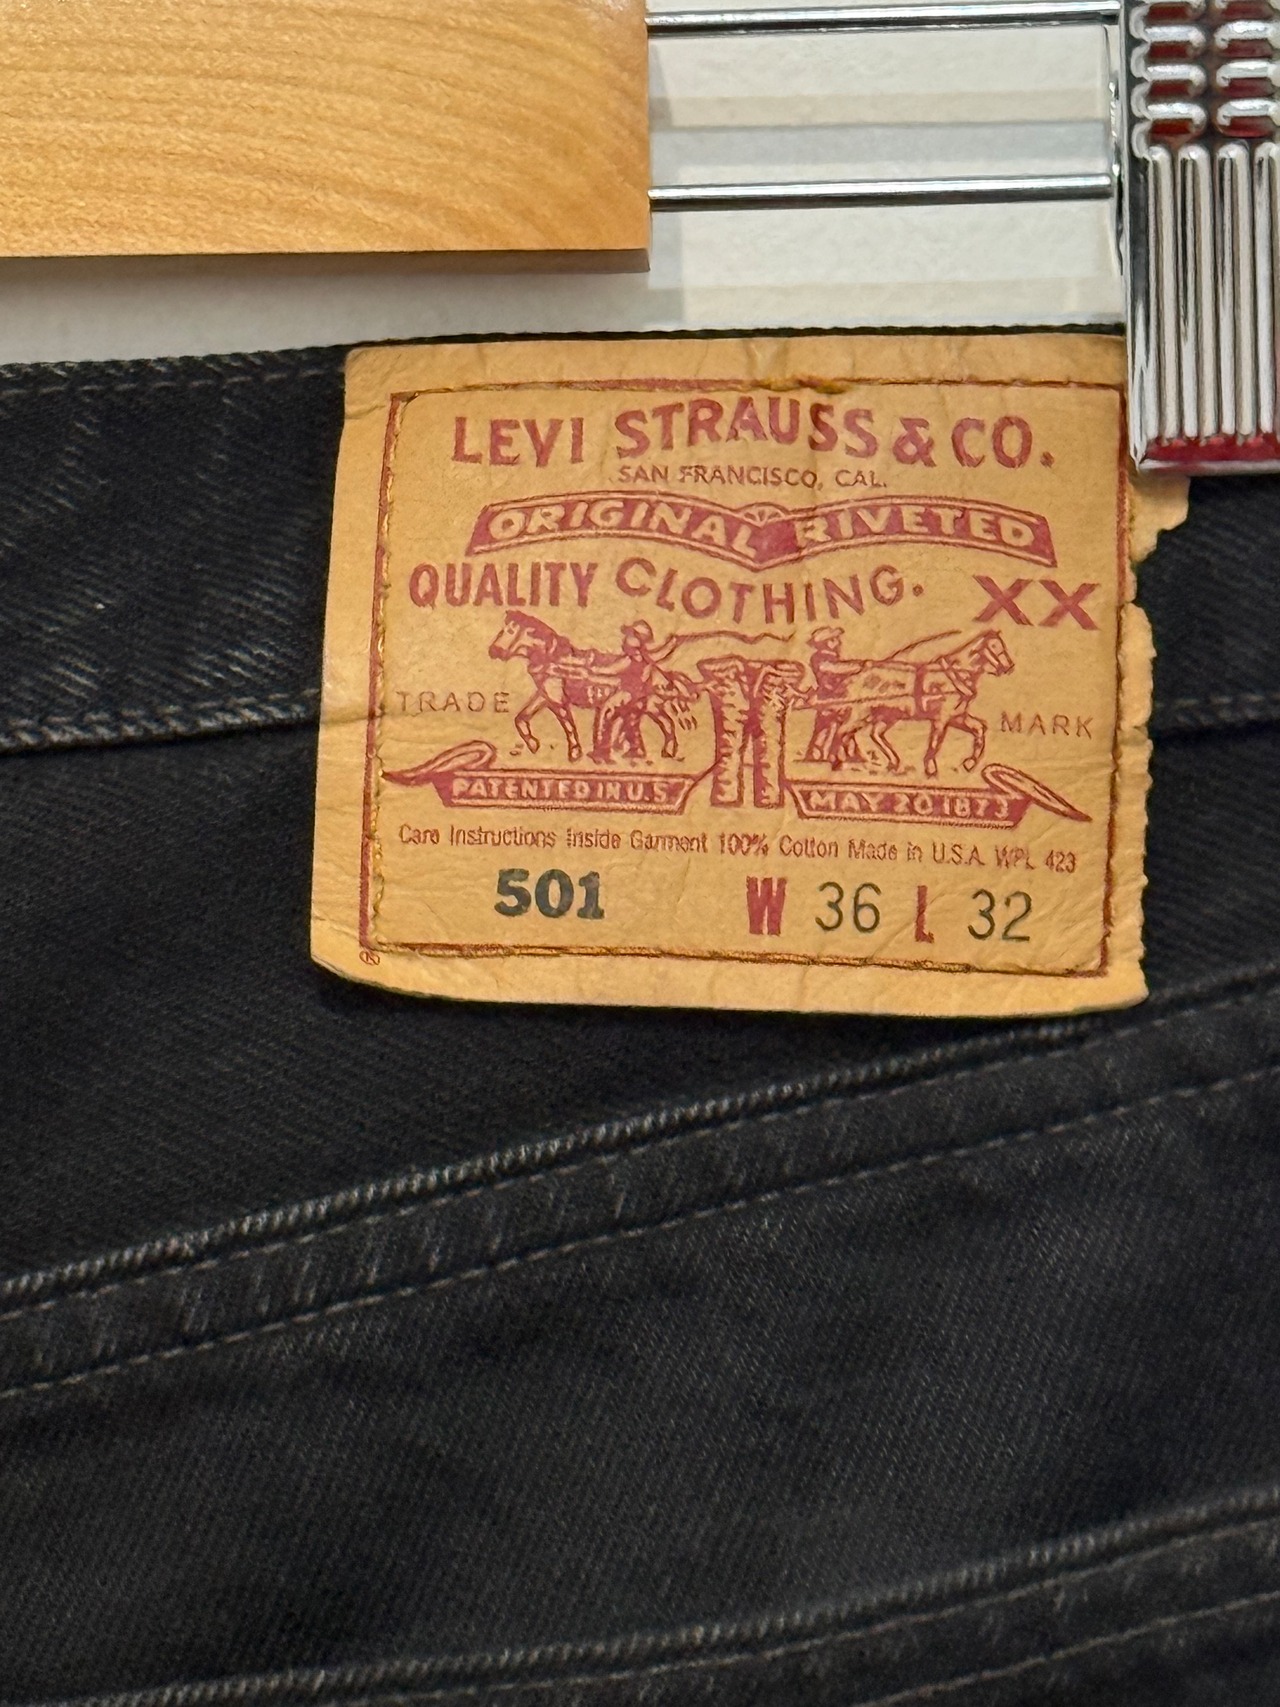 LEVI STRAUSS & CO.
SAN FRANCISCO, CAL.
ORIGINAL RIVETED
QUALITY CLOTHING. XX
TRADE MARK
PATENTED IN U.S. MAY 20 1873
Care Instructions Inside Garment 100% Cotton Made in U.S.A. WPL 423
501 W 36 L 32
®